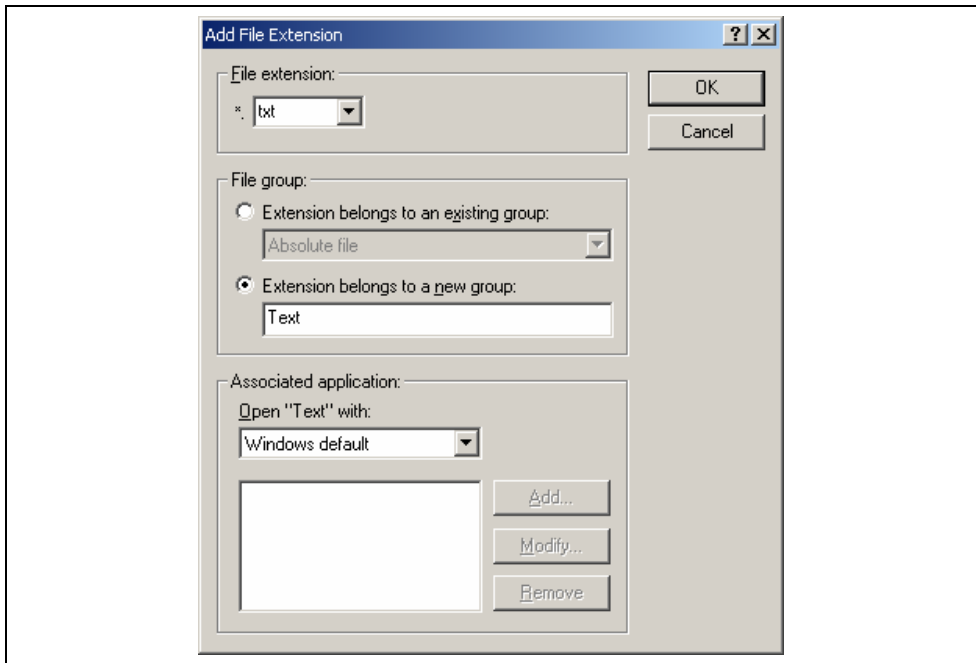 Add File Extension
File extension:
*. txt
OK
Cancel
File group:
Extension belongs to an existing group:
Absolute file
Extension belongs to a new group:
Text
Associated application:
Open "Text" with:
Windows default
Add...
Modify...
Remove